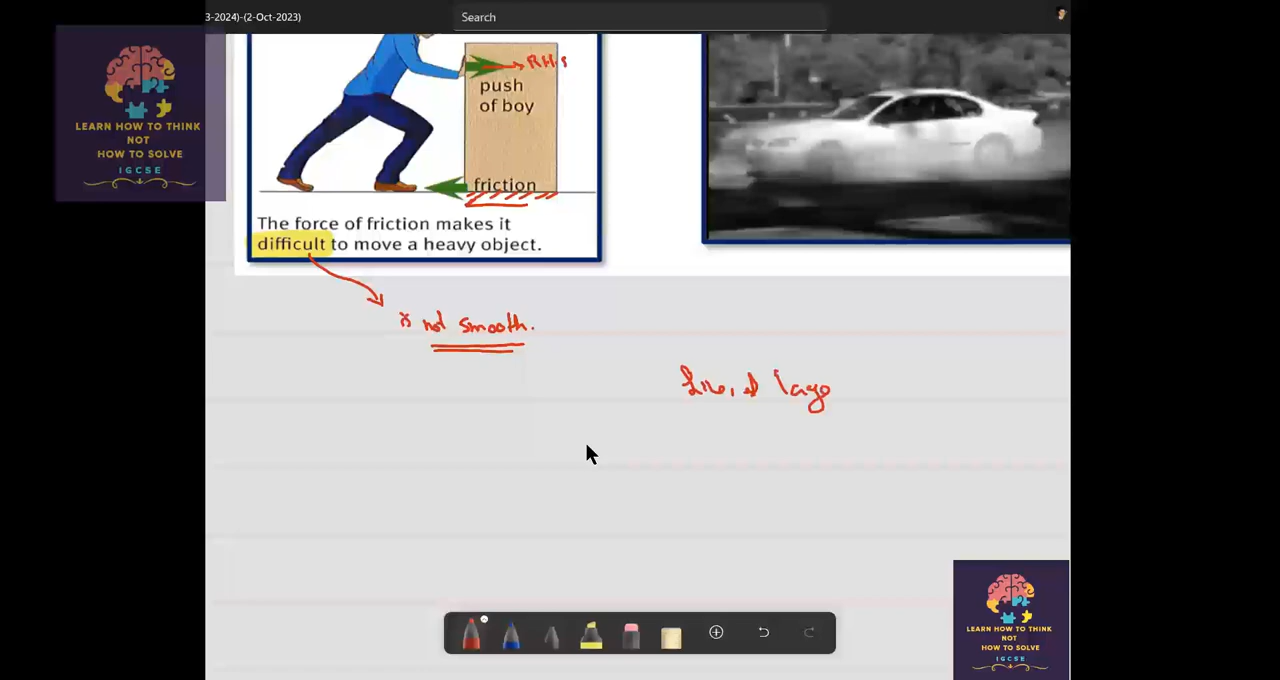 3-2024)-(2-Oct-2023)
Search
LEARN HOW TO THINK
NOT
HOW TO SOLVE
IGCSE
RHS
push
of boy
friction
The force of friction makes it
difficult to move a heavy object.
is not smooth.
LEARN HOW TO THINK
NOT
HOW TO SOLVE
IGCSE